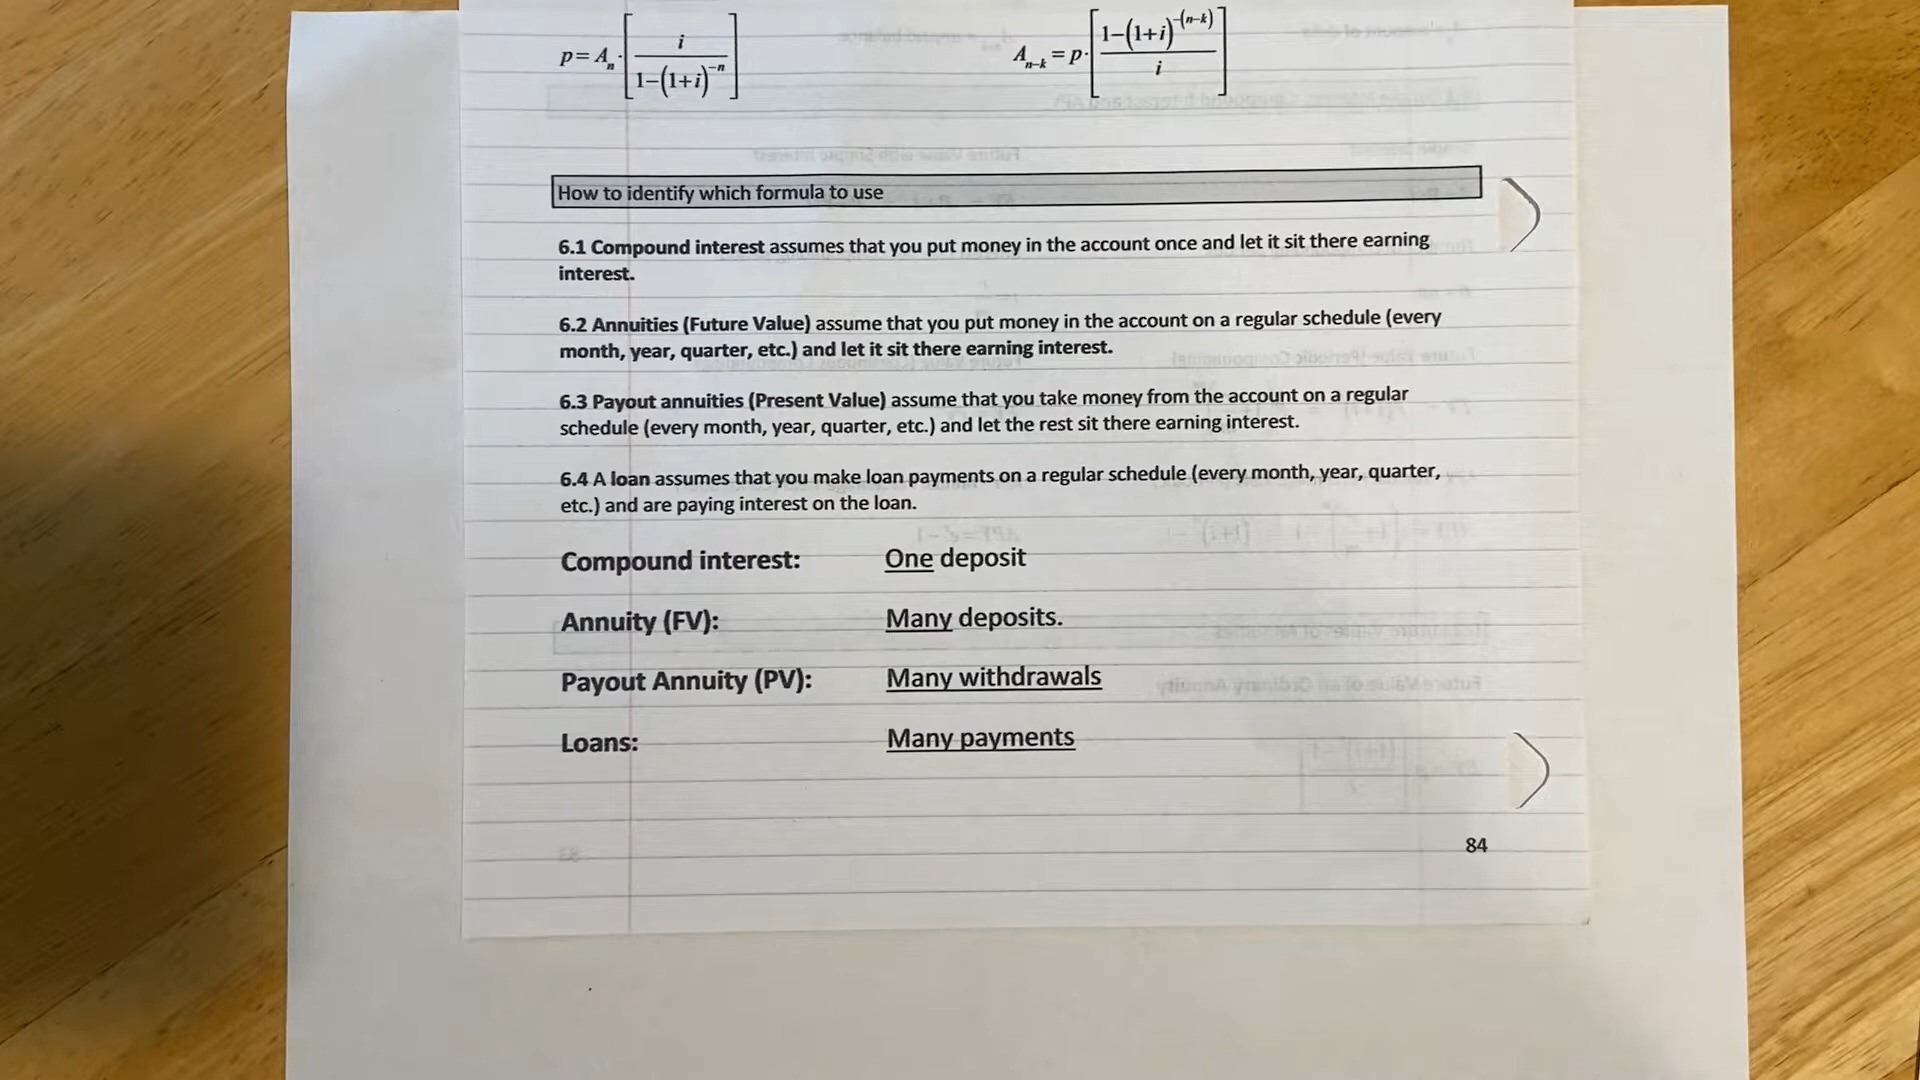 p = Aₙ · [ i / 1−(1+i)⁻ⁿ ]
Aₙ₋ₖ = p · [ 1−(1+i)⁻⁽ⁿ⁻ᵏ⁾ / i ]
How to identify which formula to use
6.1 Compound interest assumes that you put money in the account once and let it sit there earning
interest.
6.2 Annuities (Future Value) assume that you put money in the account on a regular schedule (every
month, year, quarter, etc.) and let it sit there earning interest.
6.3 Payout annuities (Present Value) assume that you take money from the account on a regular
schedule (every month, year, quarter, etc.) and let the rest sit there earning interest.
6.4 A loan assumes that you make loan payments on a regular schedule (every month, year, quarter,
etc.) and are paying interest on the loan.
Compound interest: One deposit
Annuity (FV): Many deposits.
Payout Annuity (PV): Many withdrawals
Loans: Many payments
84